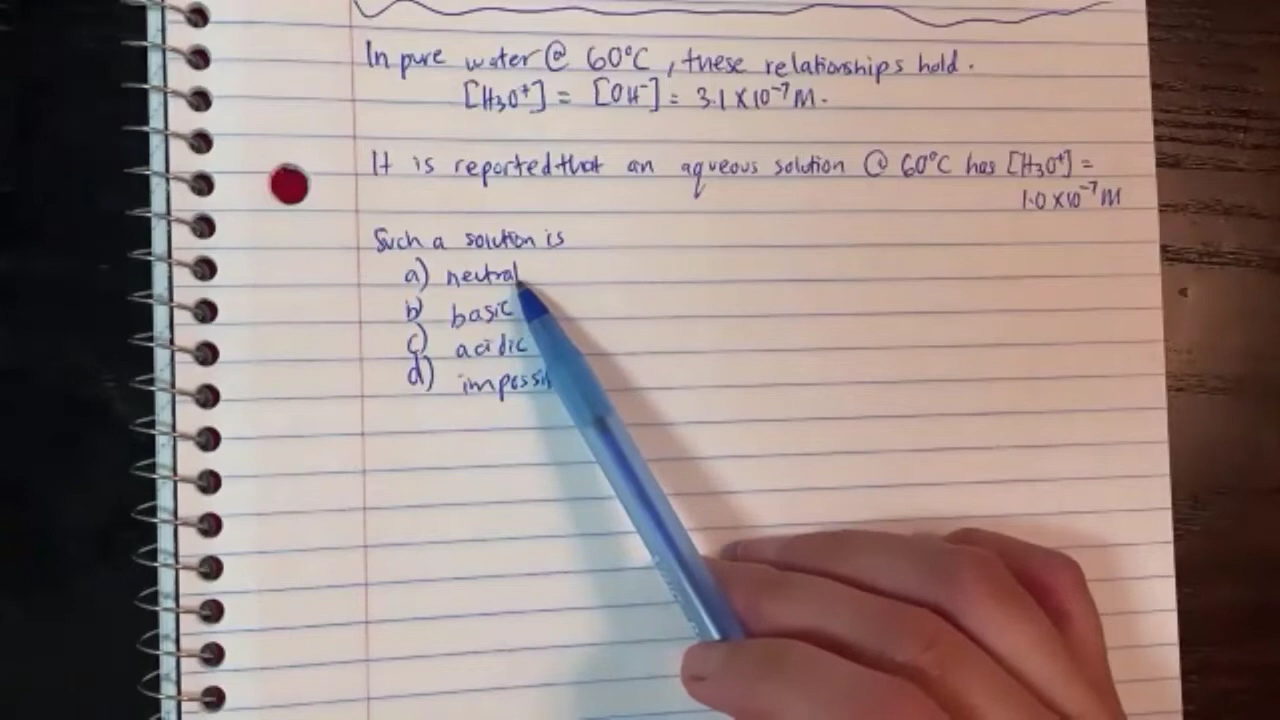 In pure water @ 60°C, these relationships hold.
[H3O⁺] = [OH⁻] = 3.1 X 10⁻⁷ M.
It is reported that an aqueous solution @ 60°C has [H3O⁺] =
1.0 X 10⁻⁷ M
Such a solution is
a) neutral
b) basic
c) acidic
d)